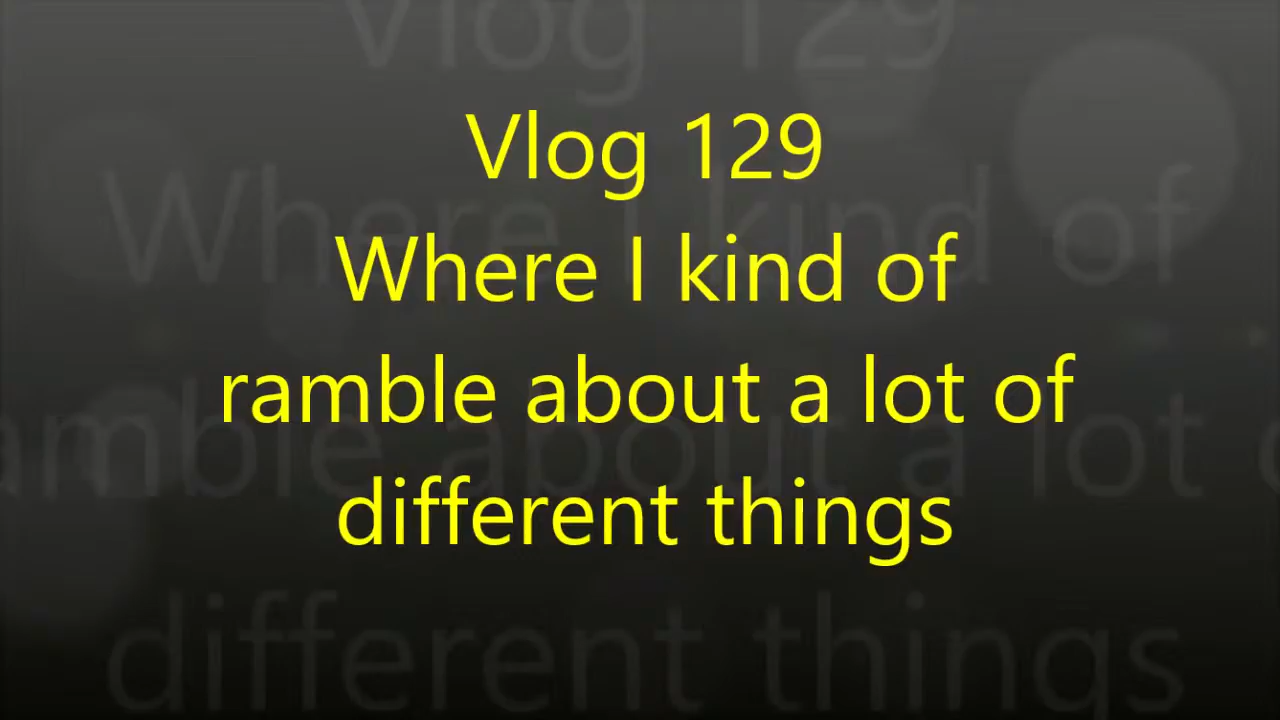 Vlog 129
Where I kind of
ramble about a lot of
different things